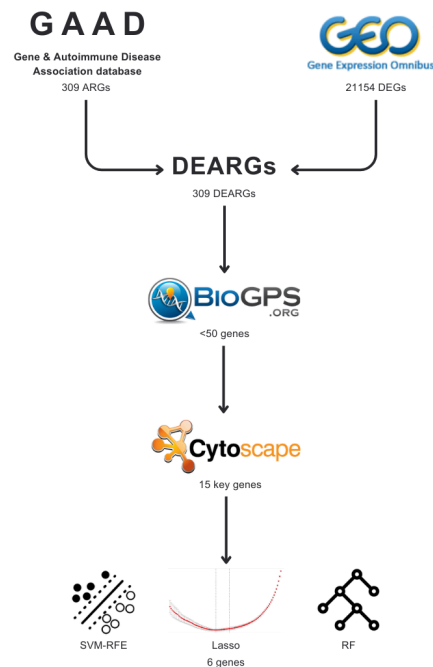 GAAD
Gene & Autoimmune Disease
Association database
309 ARGs
GEO
Gene Expression Omnibus
21154 DEGs
DEARGs
309 DEARGs
BioGPS
.ORG
<50 genes
Cytoscape
15 key genes
SVM-RFE
Lasso
6 genes
RF